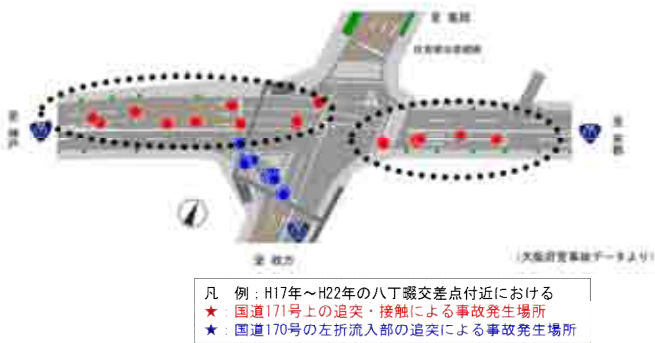 至 亀岡
至 神戸
至 京都
171
至 枚方
(大阪府警事故データより)
凡 例：H17年～H22年の八丁畷交差点付近における
★：国道171号上の追突・接触による事故発生場所
★：国道170号の左折流入部の追突による事故発生場所